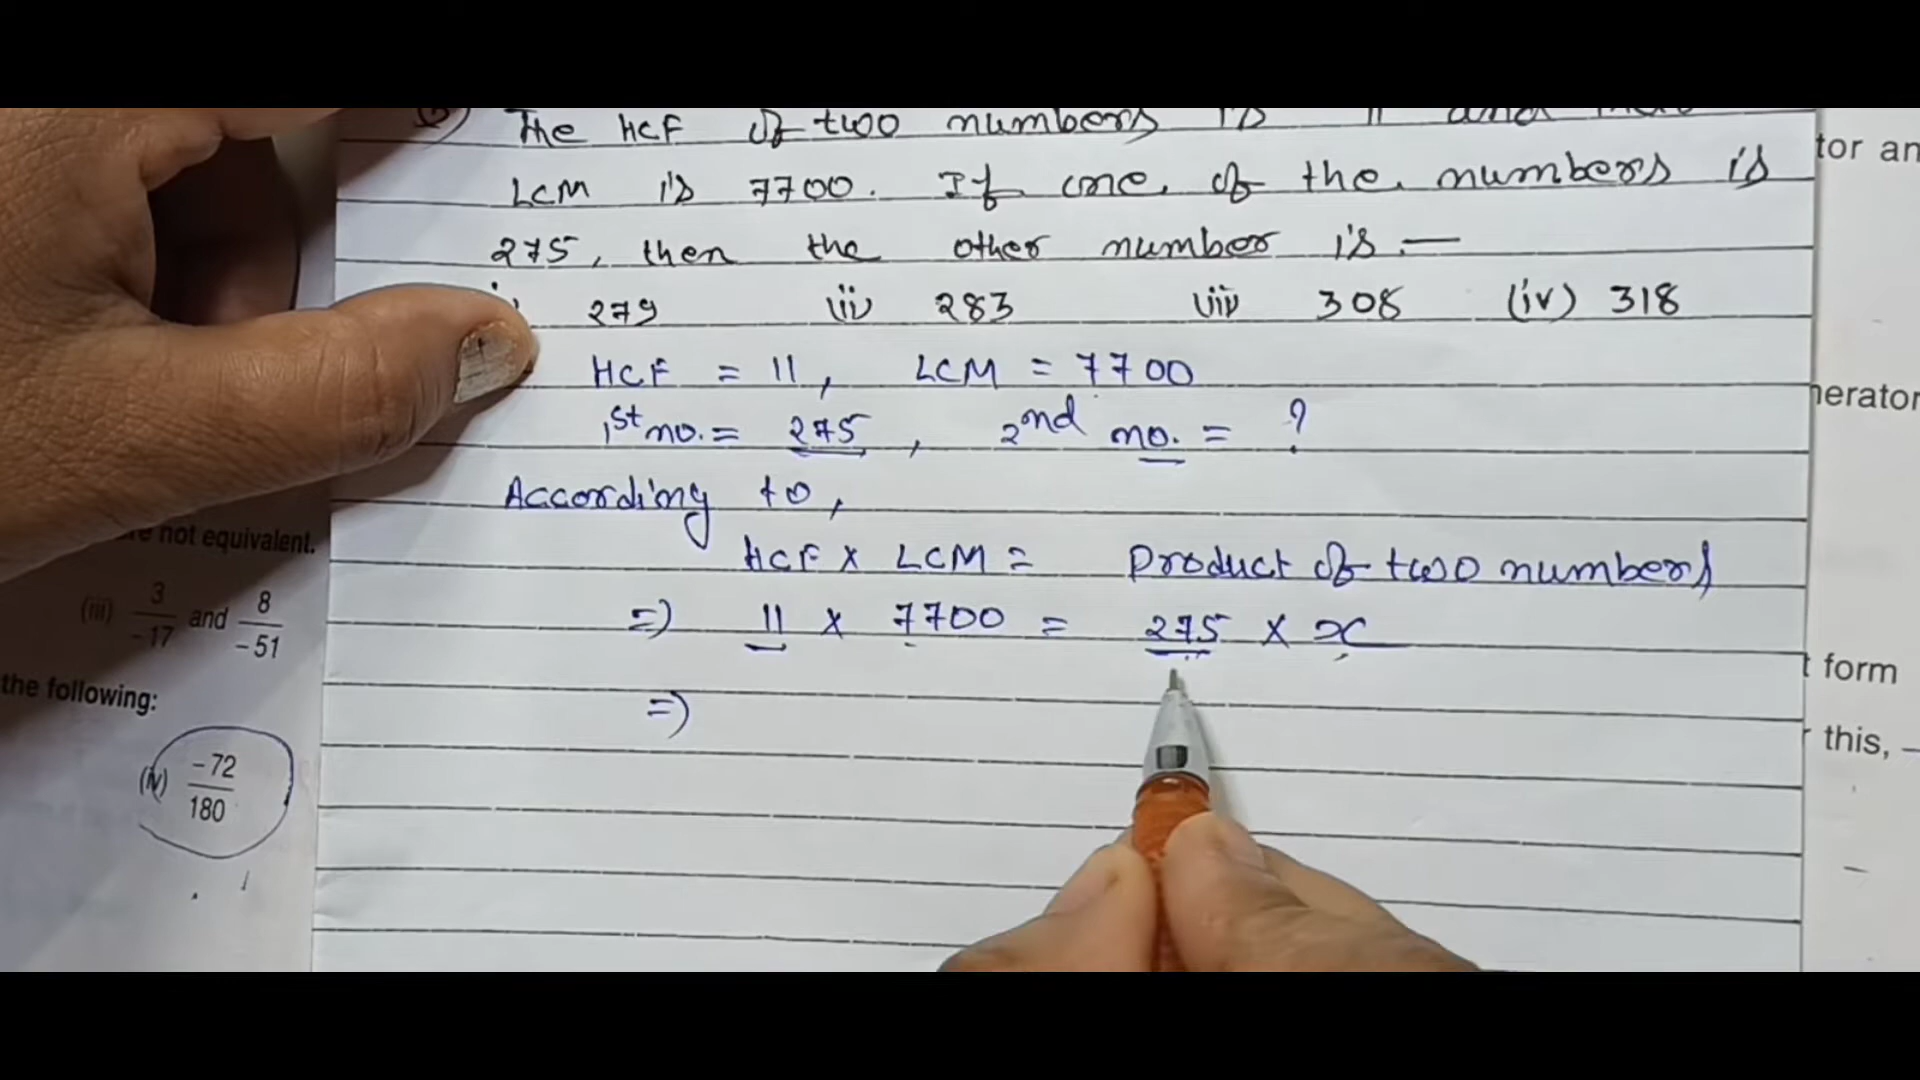 The HCF of two numbers is 11 and
LCM is 7700. If one of the numbers is
275, then the other number is —
279 (ii) 283 (iii) 308 (iv) 318
HCF = 11, LCM = 7700
1st no. = 275, 2nd no. = ?
According to,
HCF x LCM = Product of two numbers
=) 11 x 7700 = 275 x x
=)
not equivalent.
(iii) 3/-17 and 8/-51
the following:
(iv) -72/180
form
this, —